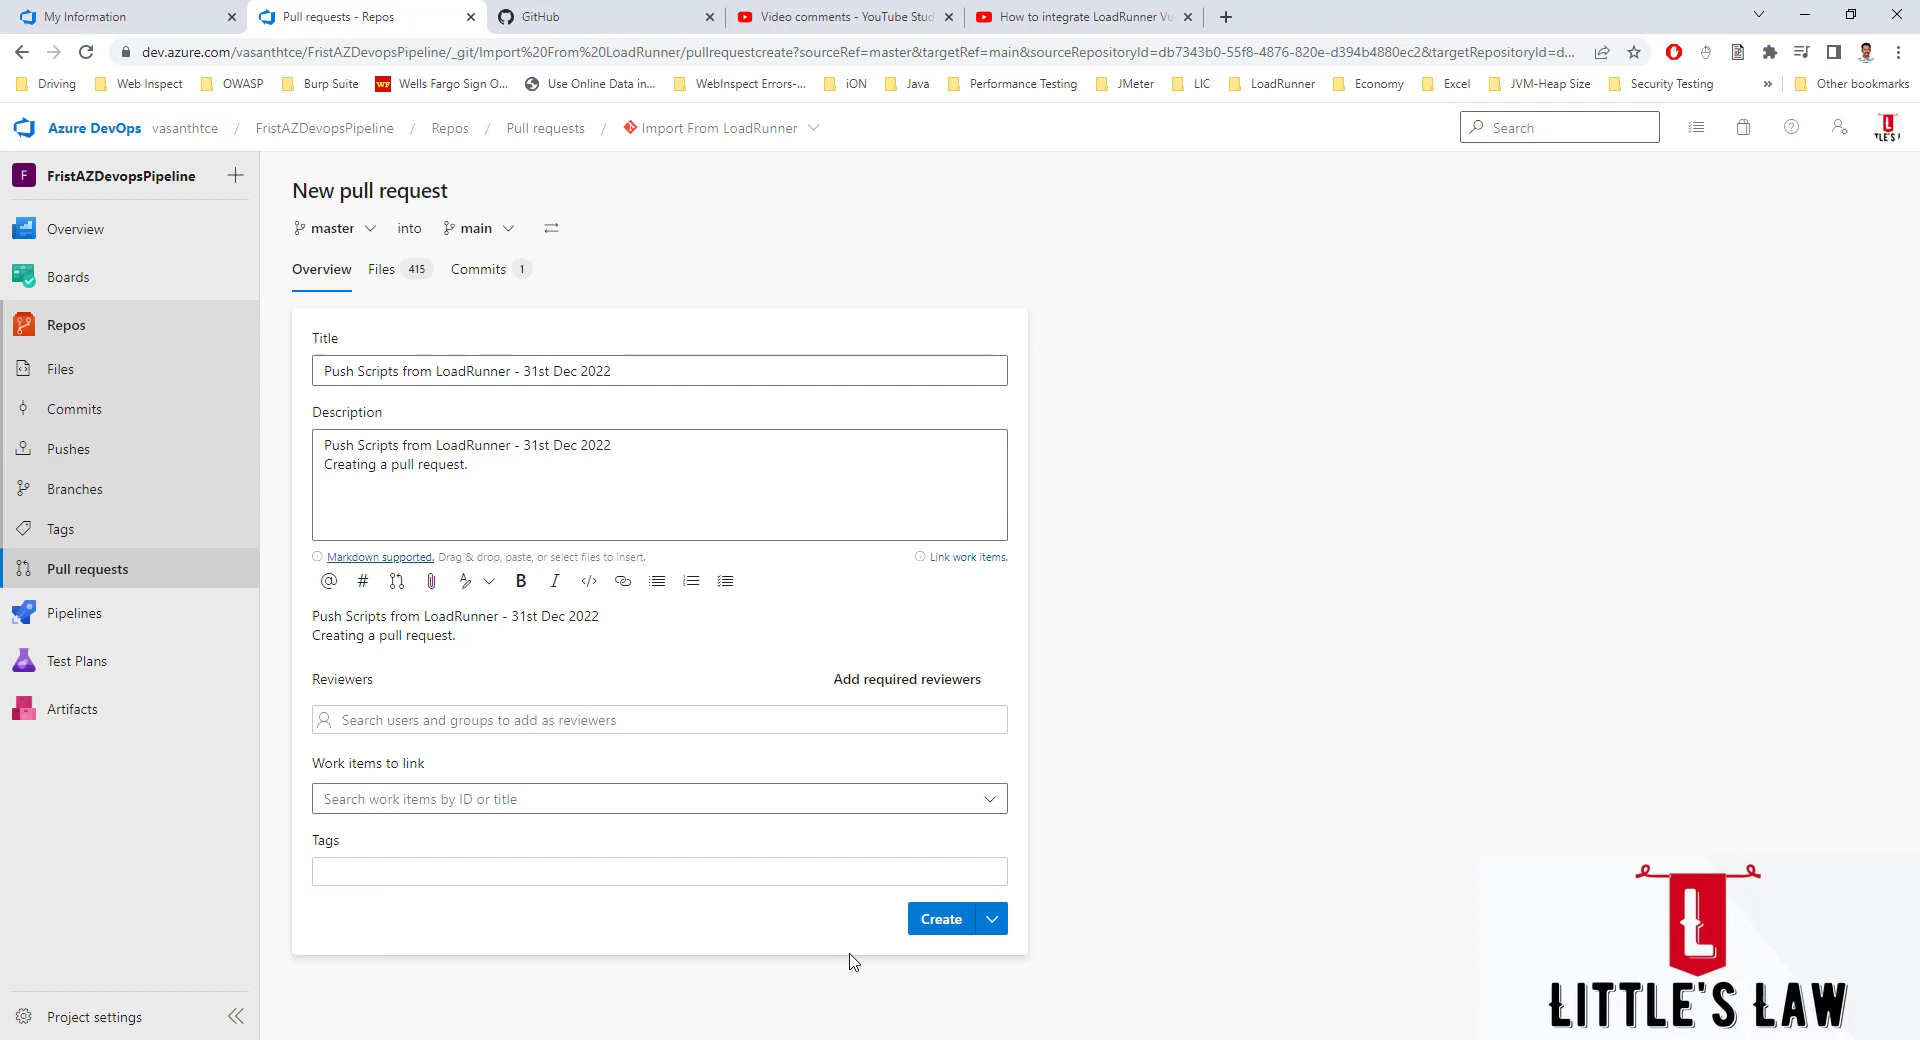 My Information
Pull requests - Repos
GitHub
Video comments - YouTube Stud
How to integrate LoadRunner Vu
dev.azure.com/vasanthtce/FristAZDevopsPipeline/_git/Import%20From%20LoadRunner/pullrequestcreate?sourceRef=master&targetRef=main&sourceRepositoryId=db7343b0-55f8-4876-820e-d394b4880ec2&targetRepositoryId=d...
Driving
Web Inspect
OWASP
Burp Suite
WF Wells Fargo Sign O...
Use Online Data in...
WebInspect Errors-...
iON
Java
Performance Testing
JMeter
LIC
LoadRunner
Economy
Excel
JVM-Heap Size
Security Testing
»
Other bookmarks
Azure DevOps vasanthtce / FristAZDevopsPipeline / Repos / Pull requests / Import From LoadRunner
Search
F FristAZDevopsPipeline
Overview
Boards
Repos
Files
Commits
Pushes
Branches
Tags
Pull requests
Pipelines
Test Plans
Artifacts
Project settings
New pull request
master into main
Overview Files 415 Commits 1
Title
Push Scripts from LoadRunner - 31st Dec 2022
Description
Push Scripts from LoadRunner - 31st Dec 2022
Creating a pull request.
Markdown supported. Drag & drop, paste, or select files to insert.
Link work items.
Push Scripts from LoadRunner - 31st Dec 2022
Creating a pull request.
Reviewers
Add required reviewers
Search users and groups to add as reviewers
Work items to link
Search work items by ID or title
Tags
Create
L
LITTLE'S LAW